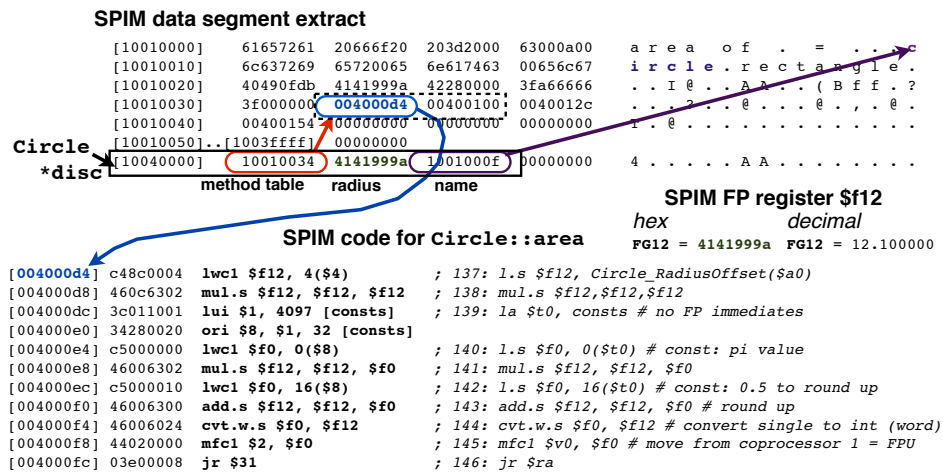 SPIM data segment extract
[10010000] 61657261 20666f20 203d2000 63000a00 a r e a o f . = . . . c
[10010010] 6c637269 65720065 6e617463 00656c67 i r c l e . r e c t a n g l e .
[10010020] 40490fdb 4141999a 42280000 3fa66666 . . I @ . . A A . . ( B f f . ?
[10010030] 3f000000 004000d4 00400100 0040012c . . . ? . . @ . . . @ . , . @ .
[10010040] 00400154 00000000 00000000 00000000 T . @ . . . . . . . . . . . . .
[10010050]..[1003ffff] 00000000
Circle *disc
[10040000] 10010034 4141999a 1001000f 00000000 4 . . . . . A A . . . . . . . .
method table radius name
SPIM FP register $f12
hex decimal
FG12 = 4141999a FG12 = 12.100000
SPIM code for Circle::area
[004000d4] c48c0004 lwc1 $f12, 4($4) ; 137: l.s $f12, Circle_RadiusOffset($a0)
[004000d8] 460c6302 mul.s $f12, $f12, $f12 ; 138: mul.s $f12,$f12,$f12
[004000dc] 3c011001 lui $1, 4097 [consts] ; 139: la $t0, consts # no FP immediates
[004000e0] 34280020 ori $8, $1, 32 [consts]
[004000e4] c5000000 lwc1 $f0, 0($8) ; 140: l.s $f0, 0($t0) # const: pi value
[004000e8] 46006302 mul.s $f12, $f12, $f0 ; 141: mul.s $f12, $f12, $f0
[004000ec] c5000010 lwc1 $f0, 16($8) ; 142: l.s $f0, 16($t0) # const: 0.5 to round up
[004000f0] 46006300 add.s $f12, $f12, $f0 ; 143: add.s $f12, $f12, $f0 # round up
[004000f4] 46006024 cvt.w.s $f0, $f12 ; 144: cvt.w.s $f0, $f12 # convert single to int (word)
[004000f8] 44020000 mfc1 $2, $f0 ; 145: mfc1 $v0, $f0 # move from coprocessor 1 = FPU
[004000fc] 03e00008 jr $31 ; 146: jr $ra